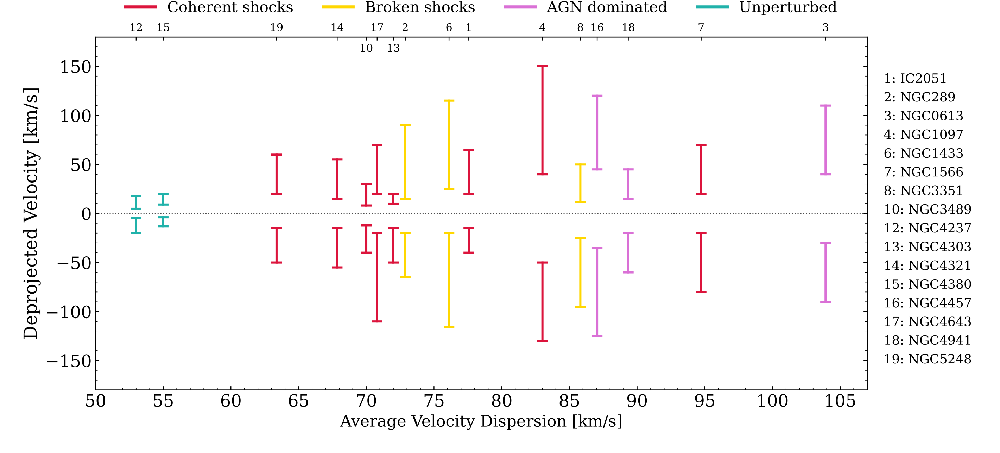 Coherent shocks Broken shocks AGN dominated Unperturbed
12 15 19 14 17 2 6 1 4 8 16 18 7 3
10 13
150
100
50
0
−50
−100
−150
Deprojected Velocity [km/s]
50 55 60 65 70 75 80 85 90 95 100 105
Average Velocity Dispersion [km/s]
1: IC2051
2: NGC289
3: NGC0613
4: NGC1097
6: NGC1433
7: NGC1566
8: NGC3351
10: NGC3489
12: NGC4237
13: NGC4303
14: NGC4321
15: NGC4380
16: NGC4457
17: NGC4643
18: NGC4941
19: NGC5248